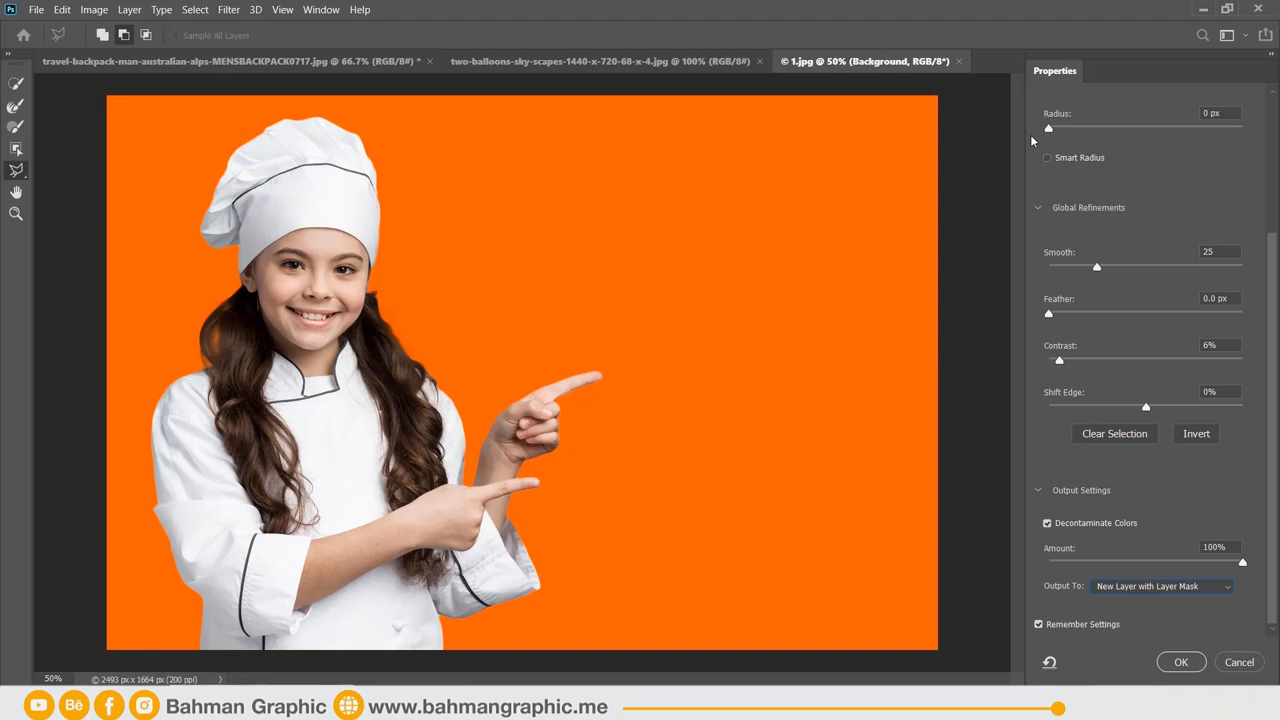 Ps File Edit Image Layer Type Select Filter 3D View Window Help
Sample All Layers
travel-backpack-man-australian-alps-MENSBACKPACK0717.jpg @ 66.7% (RGB/8#) * × two-balloons-sky-scapes-1440-x-720-68-x-4.jpg @ 100% (RGB/8#) × © 1.jpg @ 50% (Background, RGB/8*) ×
Properties
Radius: 0 px
Smart Radius
Global Refinements
Smooth: 25
Feather: 0.0 px
Contrast: 6%
Shift Edge: 0%
Clear Selection Invert
Output Settings
Decontaminate Colors
Amount: 100%
Output To: New Layer with Layer Mask
Remember Settings
OK Cancel
50% © 2493 px x 1664 px (200 ppi)
Bē Bahman Graphic www.bahmangraphic.me